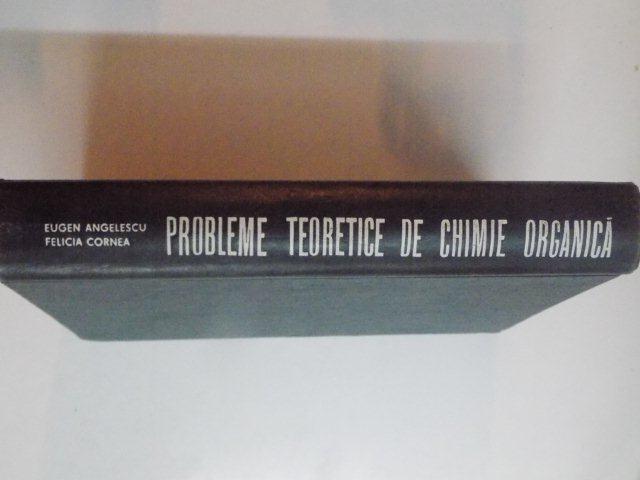 EUGEN ANGELESCU
FELICIA CORNEA
PROBLEME TEORETICE DE CHIMIE ORGANICĂ